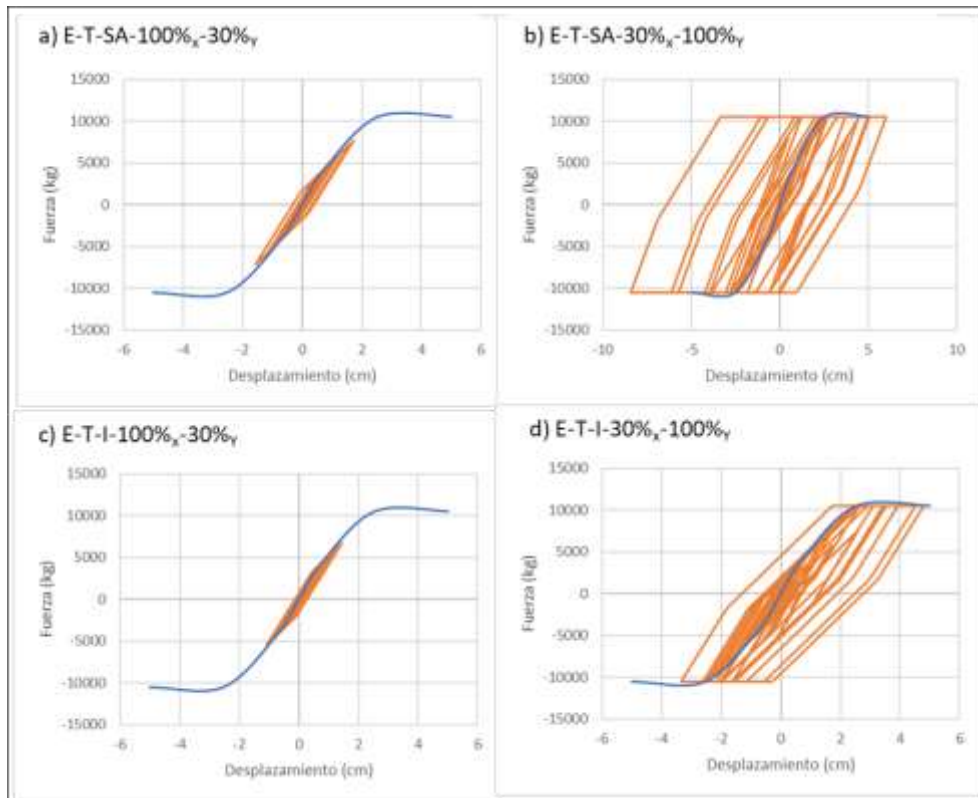 a) E-T-SA-100%x-30%Y
15000
10000
5000
0
-5000
-10000
-15000
Fuerza (kg)
-6 -4 -2 0 2 4 6
Desplazamiento (cm)
b) E-T-SA-30%x-100%Y
15000
10000
5000
0
-5000
-10000
-15000
Fuerza (kg)
-10 -5 0 5 10
Desplazamiento (cm)
c) E-T-I-100%x-30%Y
15000
10000
5000
0
-5000
-10000
-15000
Fuerza (kg)
-6 -4 -2 0 2 4 6
Desplazamiento (cm)
d) E-T-I-30%x-100%Y
15000
10000
5000
0
-5000
-10000
-15000
Fuerza (kg)
-6 -4 -2 0 2 4 6
Desplazamiento (cm)